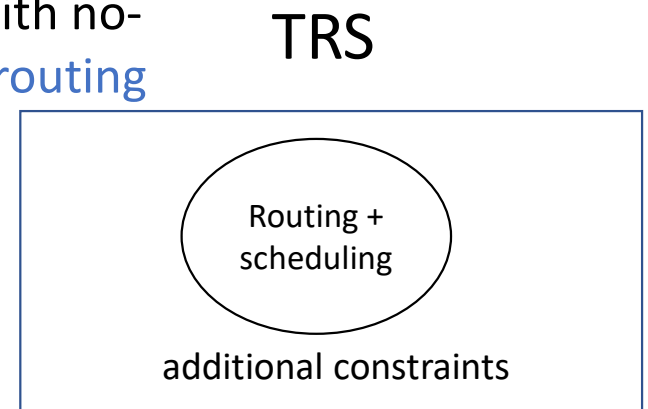 ith no-
routing
TRS
Routing +
scheduling
additional constraints